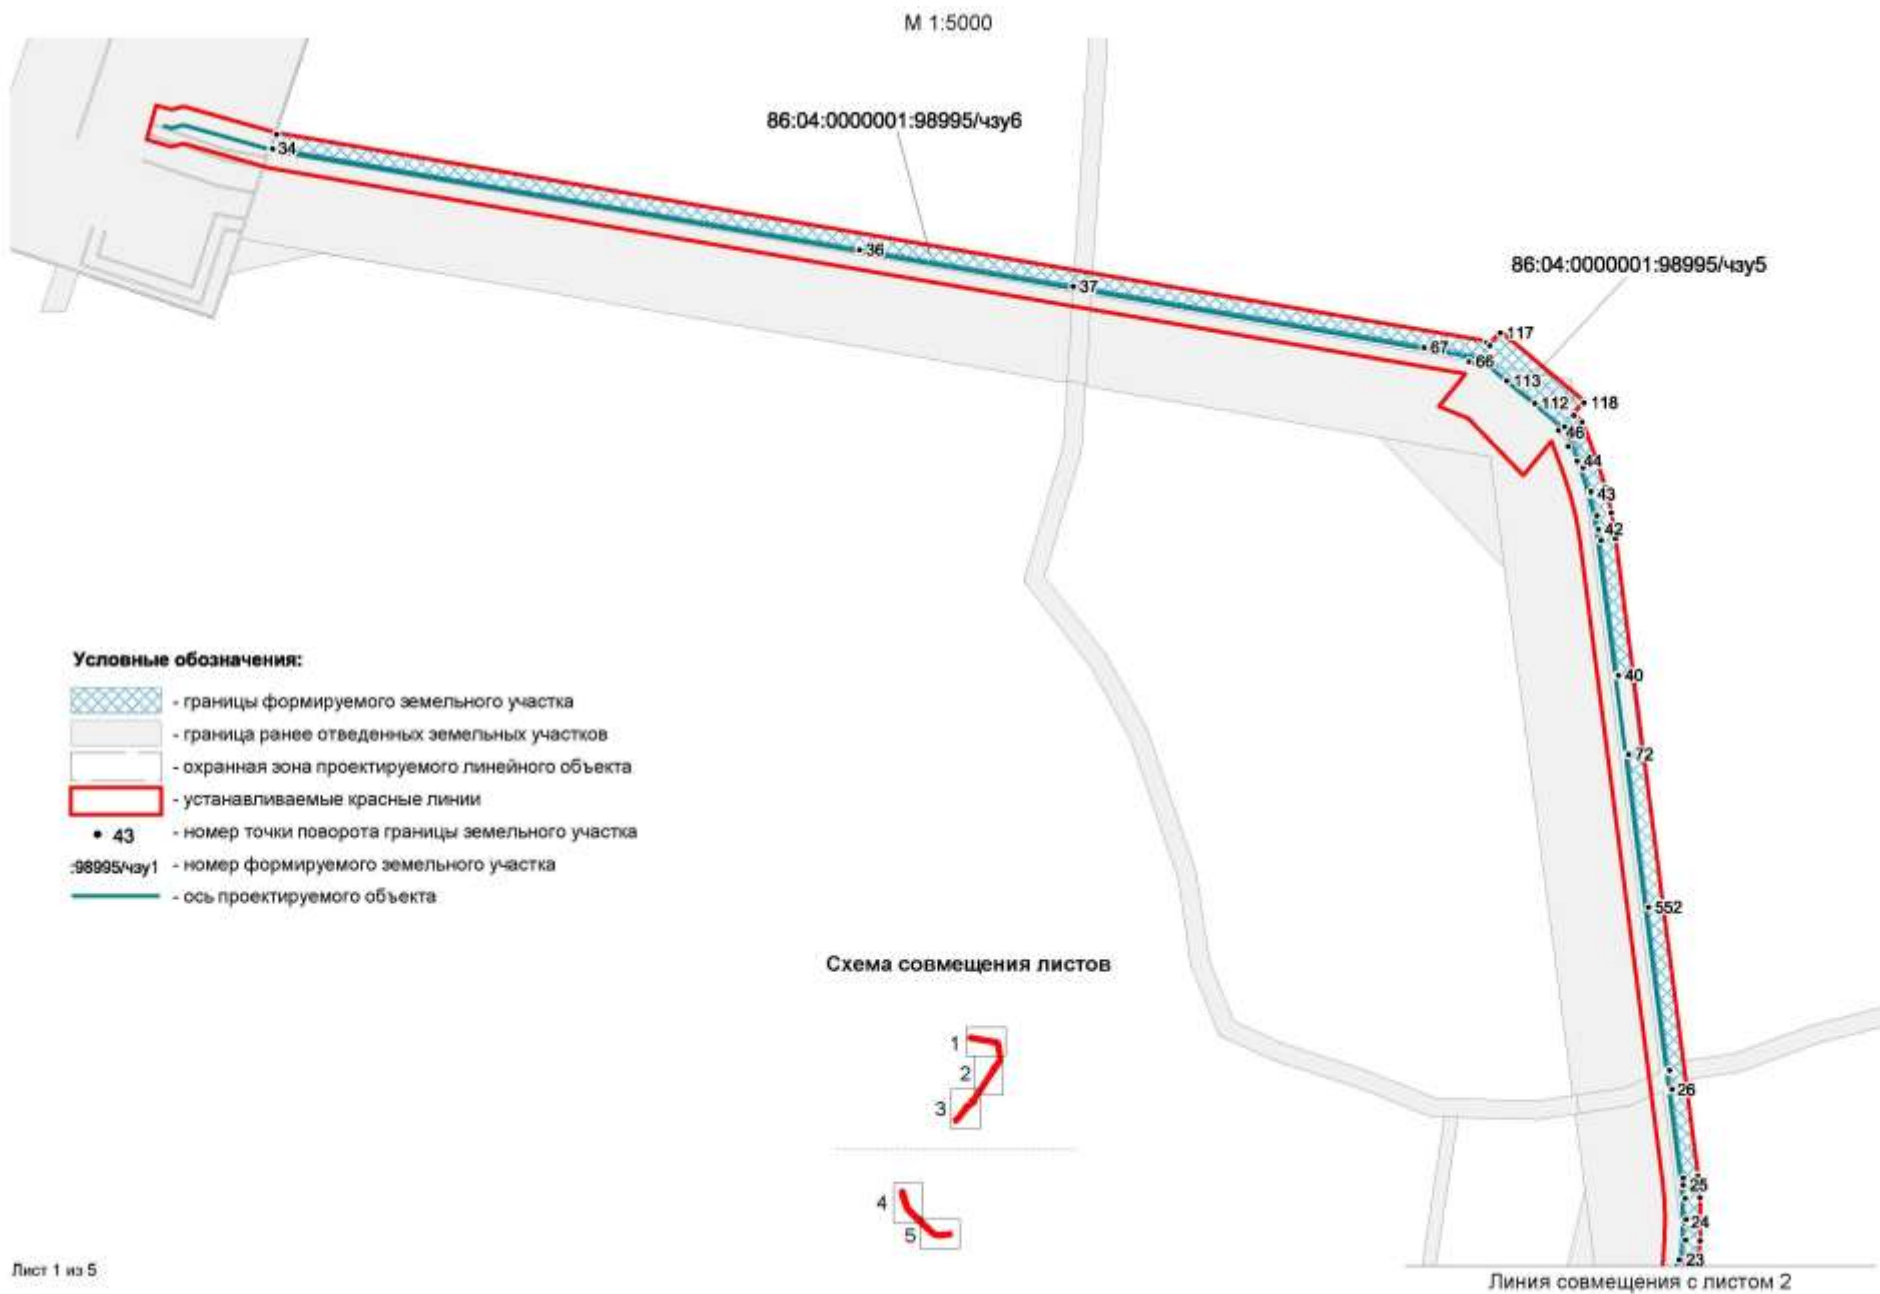 М 1:5000
86:04:0000001:98995/чзу6
86:04:0000001:98995/чзу5
34
36
37
67
66
117
113
112
118
46
44
43
42
40
72
552
26
25
24
23
Условные обозначения:
- границы формируемого земельного участка
- граница ранее отведенных земельных участков
- охранная зона проектируемого линейного объекта
- устанавливаемые красные линии
43 - номер точки поворота границы земельного участка
:98995/чзу1 - номер формируемого земельного участка
- ось проектируемого объекта
Схема совмещения листов
1
2
3
4
5
Лист 1 из 5
Линия совмещения с листом 2